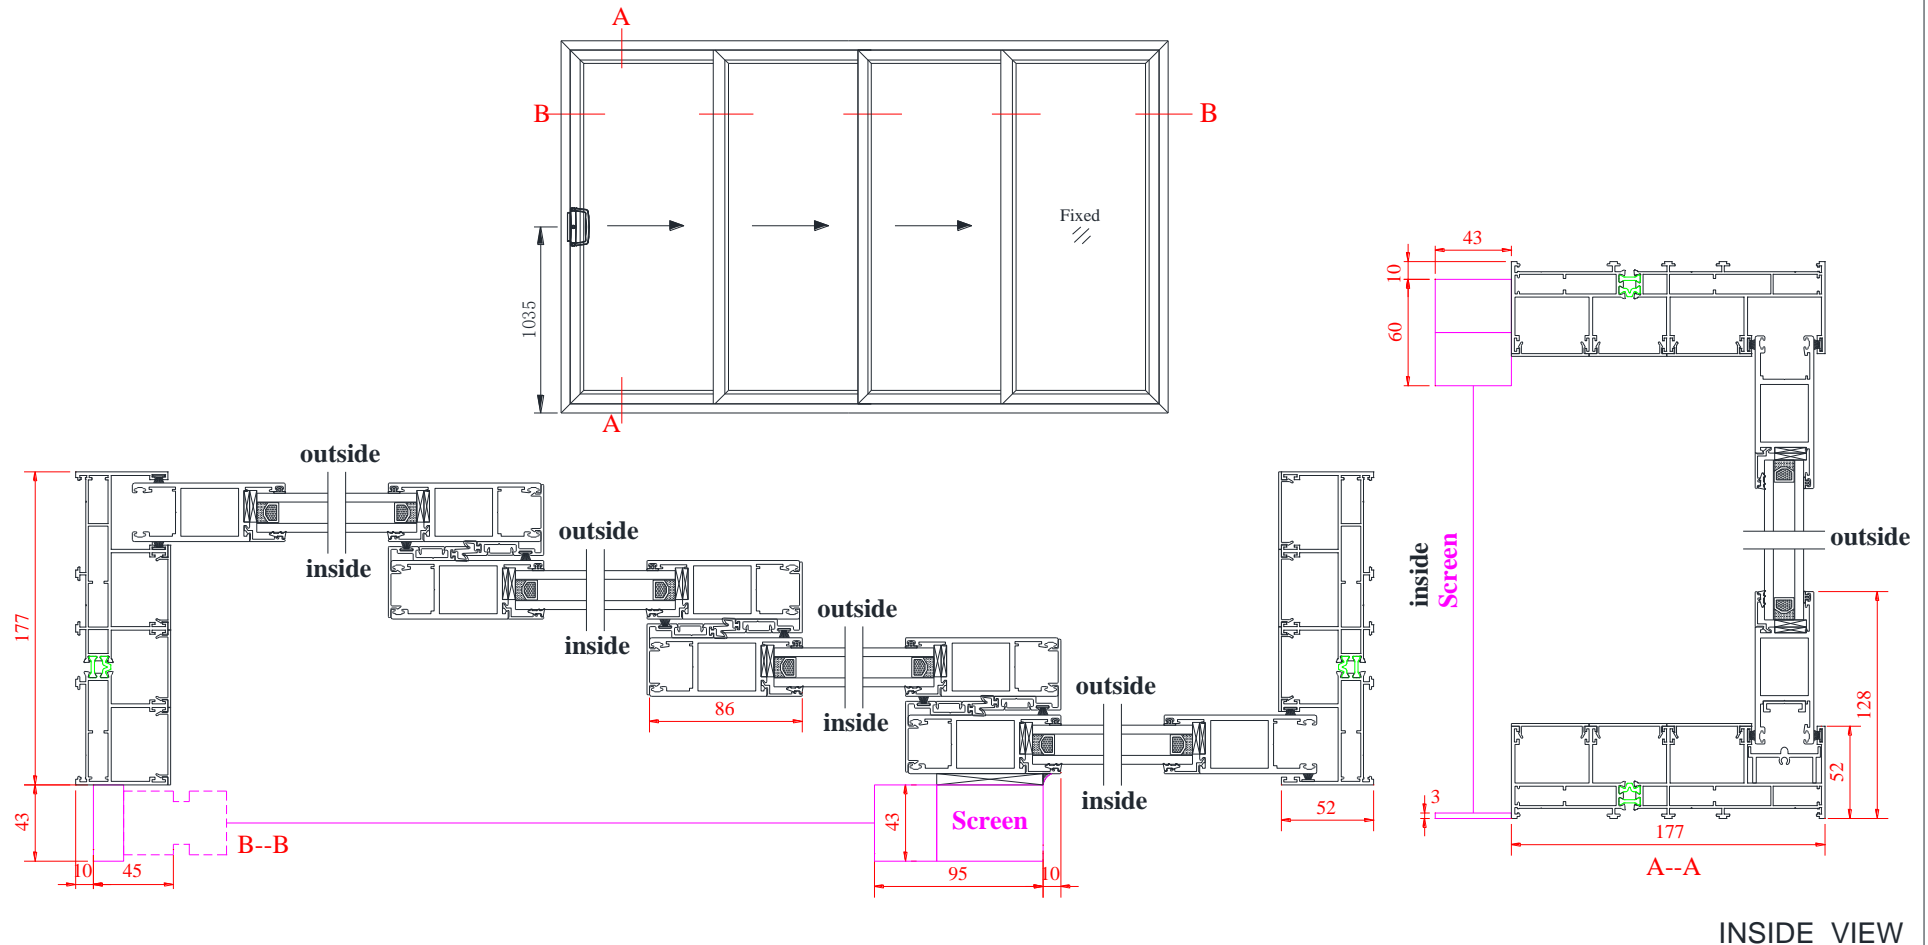 A
B
B
Fixed
1035
A
43
10
60
outside
inside
outside
inside
outside
inside
outside
inside
177
86
43
10
45
B--B
43
Screen
95
10
52
inside
Screen
outside
128
52
3
177
A--A
INSIDE VIEW